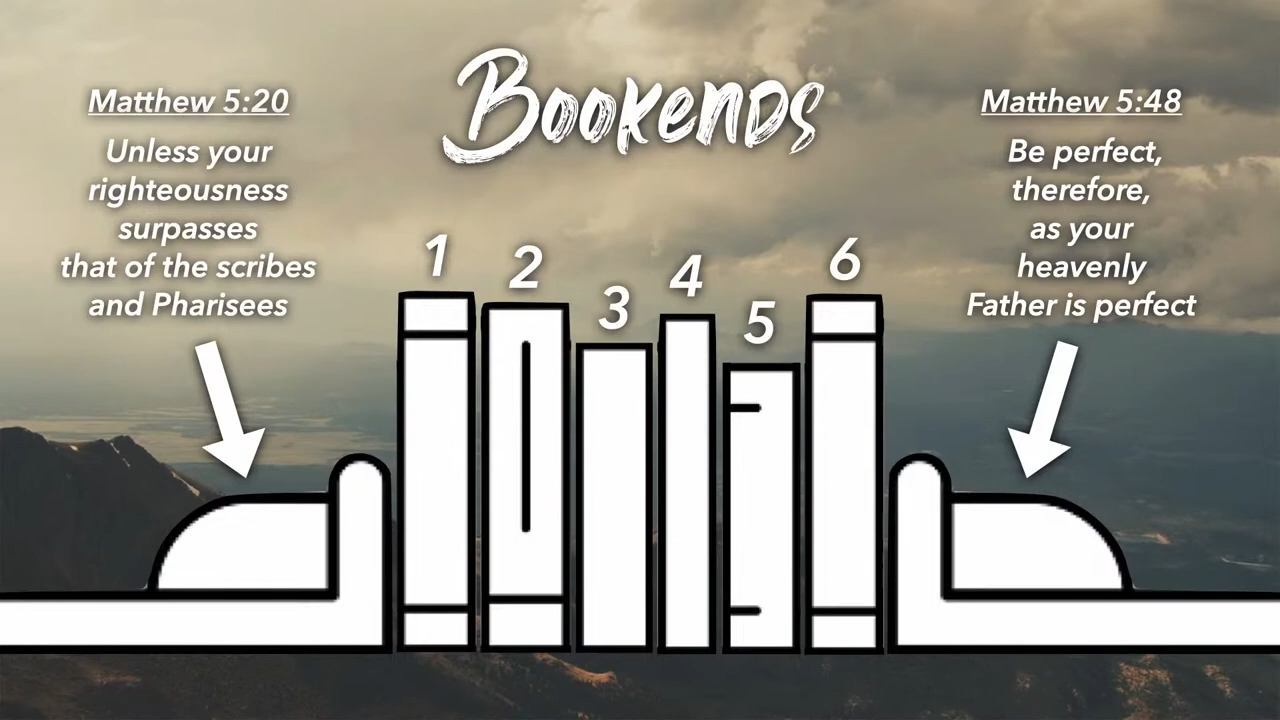 Bookends
Matthew 5:20
Unless your
righteousness
surpasses
that of the scribes
and Pharisees
Matthew 5:48
Be perfect,
therefore,
as your
heavenly
Father is perfect
1
2
3
4
5
6